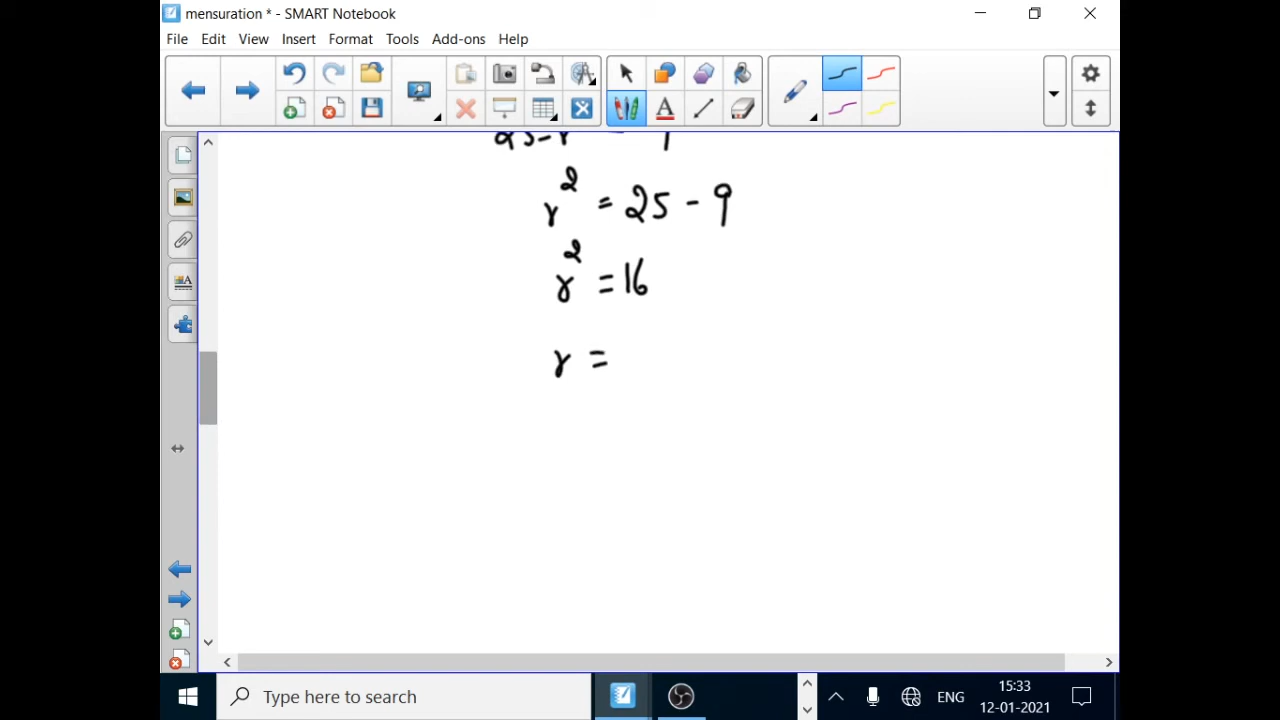 mensuration * - SMART Notebook
File Edit View Insert Format Tools Add-ons Help
r² = 25 - 9
r² = 16
r =
Type here to search
ENG
15:33
12-01-2021